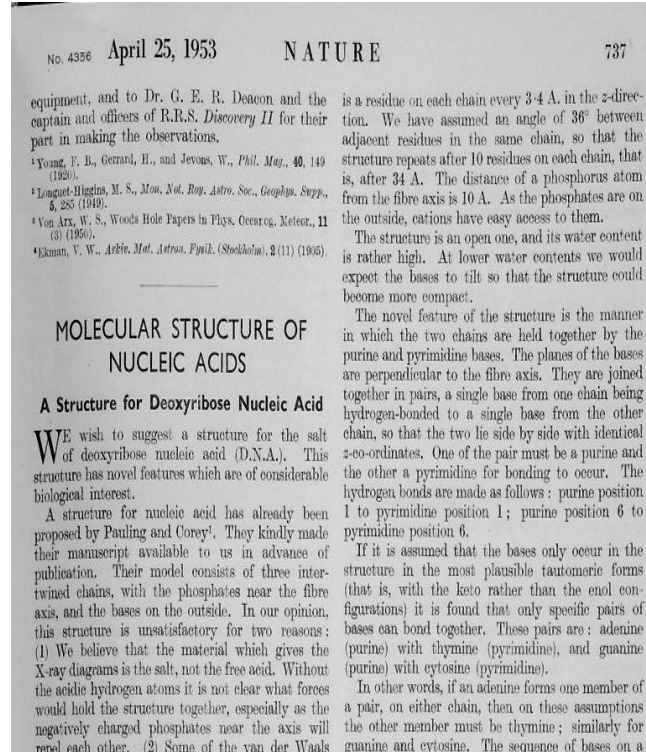 No. 4356 April 25, 1953 NATURE 737
equipment, and to Dr. G. E. R. Deacon and the
captain and officers of R.R.S. Discovery II for their
part in making the observations.
¹ Young, F. B., Gerrard, H., and Jevons, W., Phil. Mag., 40, 149
(1920).
² Longuet-Higgins, M. S., Mon. Not. Roy. Astro. Soc., Geophys. Supp.,
5, 285 (1949).
³ Von Arx, W. S., Woods Hole Papers in Phys. Ocearog. Meteor., 11
(3) (1950).
⁴ Ekman, V. W., Arkiv. Mat. Astron. Fysik. (Stockholm), 2 (11) (1905).
MOLECULAR STRUCTURE OF
NUCLEIC ACIDS
A Structure for Deoxyribose Nucleic Acid
WE wish to suggest a structure for the salt
of deoxyribose nucleic acid (D.N.A.). This
structure has novel features which are of considerable
biological interest.
A structure for nucleic acid has already been
proposed by Pauling and Corey¹. They kindly made
their manuscript available to us in advance of
publication. Their model consists of three inter-
twined chains, with the phosphates near the fibre
axis, and the bases on the outside. In our opinion,
this structure is unsatisfactory for two reasons :
(1) We believe that the material which gives the
X-ray diagrams is the salt, not the free acid. Without
the acidic hydrogen atoms it is not clear what forces
would hold the structure together, especially as the
negatively charged phosphates near the axis will
repel each other. (2) Some of the van der Waals
is a residue on each chain every 3·4 A. in the z-direc-
tion. We have assumed an angle of 36° between
adjacent residues in the same chain, so that the
structure repeats after 10 residues on each chain, that
is, after 34 A. The distance of a phosphorus atom
from the fibre axis is 10 A. As the phosphates are on
the outside, cations have easy access to them.
The structure is an open one, and its water content
is rather high. At lower water contents we would
expect the bases to tilt so that the structure could
become more compact.
The novel feature of the structure is the manner
in which the two chains are held together by the
purine and pyrimidine bases. The planes of the bases
are perpendicular to the fibre axis. They are joined
together in pairs, a single base from one chain being
hydrogen-bonded to a single base from the other
chain, so that the two lie side by side with identical
z-co-ordinates. One of the pair must be a purine and
the other a pyrimidine for bonding to occur. The
hydrogen bonds are made as follows : purine position
1 to pyrimidine position 1 ; purine position 6 to
pyrimidine position 6.
If it is assumed that the bases only occur in the
structure in the most plausible tautomeric forms
(that is, with the keto rather than the enol con-
figurations) it is found that only specific pairs of
bases can bond together. These pairs are : adenine
(purine) with thymine (pyrimidine), and guanine
(purine) with cytosine (pyrimidine).
In other words, if an adenine forms one member of
a pair, on either chain, then on these assumptions
the other member must be thymine ; similarly for
guanine and cytosine. The sequence of bases on a